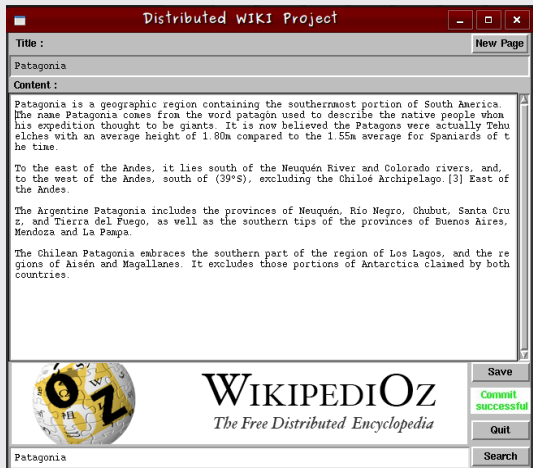 Distributed WIKI Project
Title :
New Page
Patagonia
Content :
Patagonia is a geographic region containing the southernmost portion of South America.
The name Patagonia comes from the word patagón used to describe the native people whom
his expedition thought to be giants. It is now believed the Patagons were actually Tehu
elches with an average height of 1.80m compared to the 1.55m average for Spaniards of t
he time.
To the east of the Andes, it lies south of the Neuquén River and Colorado rivers, and,
to the west of the Andes, south of (39°S), excluding the Chiloé Archipelago.[3] East of
the Andes.
The Argentine Patagonia includes the provinces of Neuquén, Río Negro, Chubut, Santa Cru
z, and Tierra del Fuego, as well as the southern tips of the provinces of Buenos Aires,
Mendoza and La Pampa.
The Chilean Patagonia embraces the southern part of the region of Los Lagos, and the re
gions of Aisén and Magallanes. It excludes those portions of Antarctica claimed by both
countries.
OZ
WIKIPEDIOZ
The Free Distributed Encyclopedia
Save
Commit
successful
Quit
Patagonia
Search